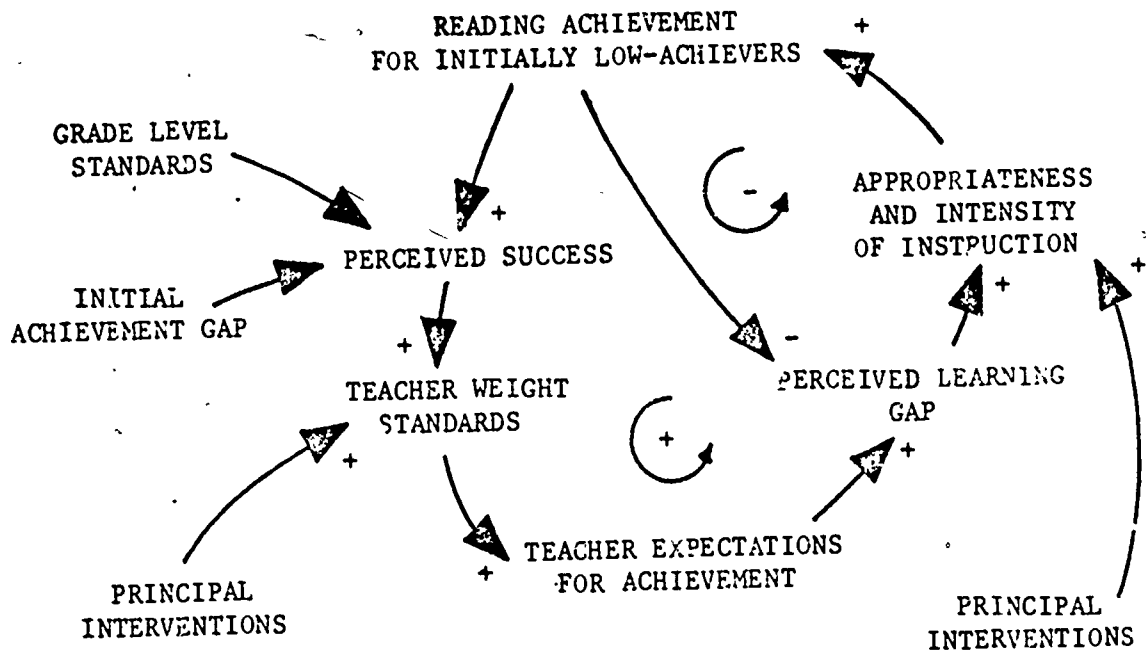 READING ACHIEVEMENT
FOR INITIALLY LOW-ACHIEVERS
+
GRADE LEVEL
STANDARDS
-
APPROPRIATENESS
AND INTENSITY
OF INSTRUCTION
+
PERCEIVED SUCCESS
+
+
INITIAL
ACHIEVEMENT GAP
+
-
TEACHER WEIGHT
STANDARDS
PERCEIVED LEARNING
GAP
+
+
+
TEACHER EXPECTATIONS
FOR ACHIEVEMENT
+
PRINCIPAL
INTERVENTIONS
PRINCIPAL
INTERVENTIONS